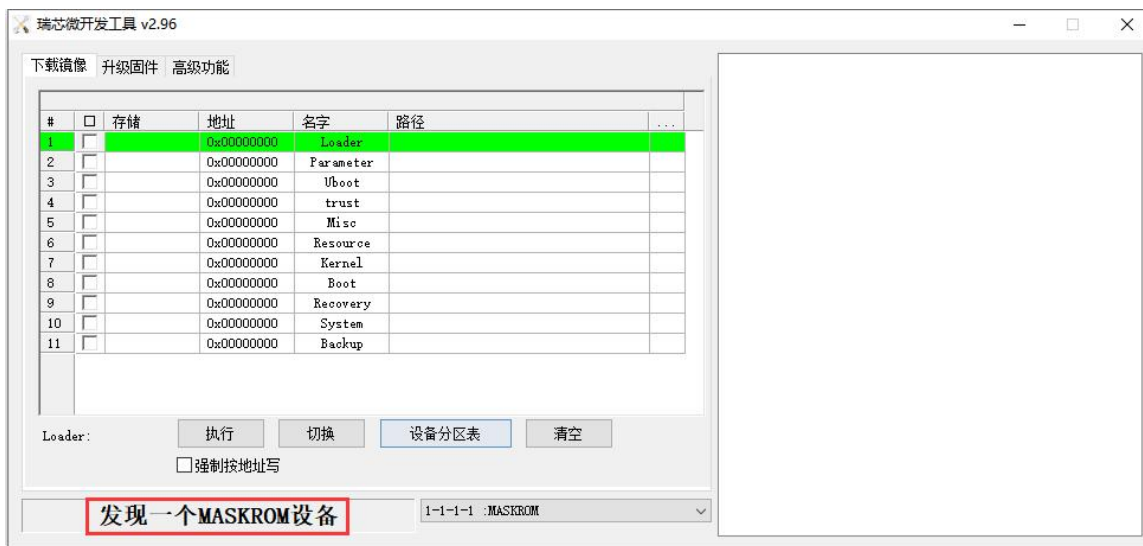 瑞芯微开发工具 v2.96
下载镜像 升级固件 高级功能
# 存储 地址 名字 路径 ...
1 0x00000000 Loader
2 0x00000000 Parameter
3 0x00000000 Uboot
4 0x00000000 trust
5 0x00000000 Misc
6 0x00000000 Resource
7 0x00000000 Kernel
8 0x00000000 Boot
9 0x00000000 Recovery
10 0x00000000 System
11 0x00000000 Backup
Loader: 执行 切换 设备分区表 清空
强制按地址写
发现一个MASKROM设备 1-1-1-1 :MASKROM